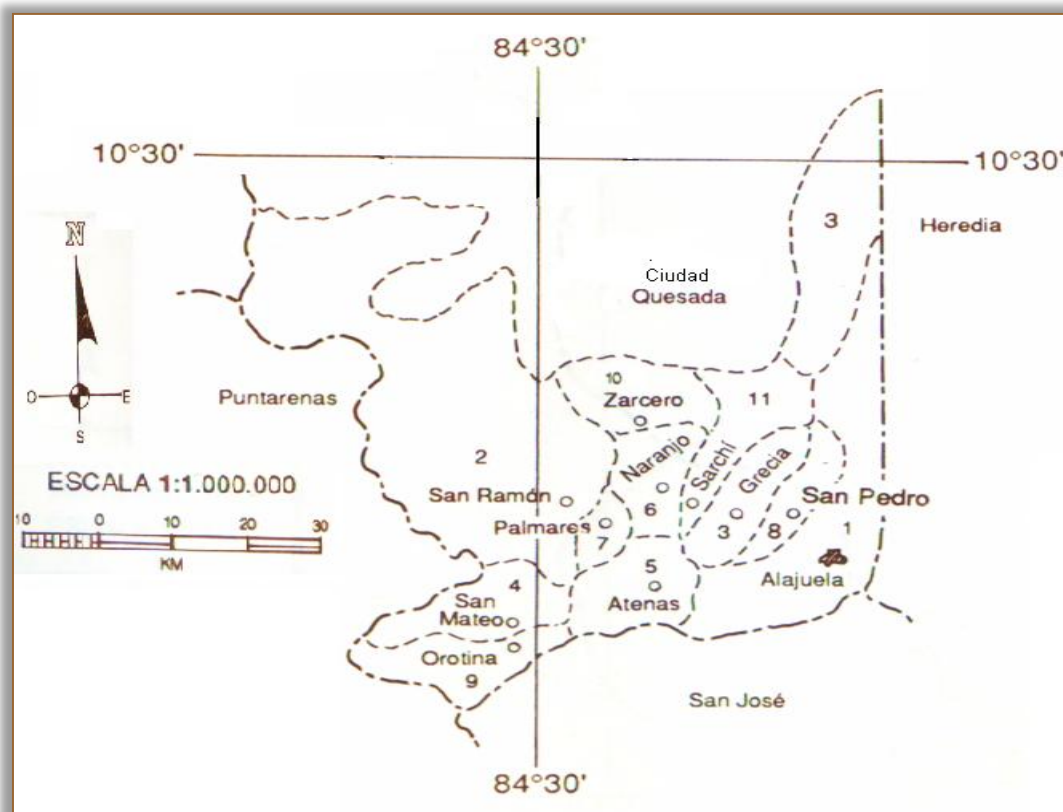 84°30'
10°30'
10°30'
3
Heredia
N
Ciudad
Quesada
O
E
S
Puntarenas
10
Zarcero
11
2
Naranjo
Sarchí
Grecia
ESCALA 1:1.000.000
San Ramón
San Pedro
10 0 10 20 30
KM
Palmares
6
7
3
8
1
5
Alajuela
4
San
Mateo
Atenas
Orotina
9
San José
84°30'